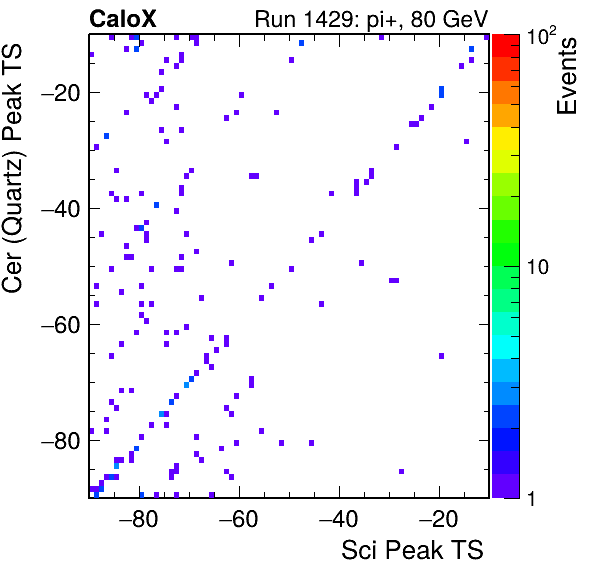 CaloX Run 1429: pi+, 80 GeV
Cer (Quartz) Peak TS
−20
−40
−60
−80
−80 −60 −40 −20
Sci Peak TS
10²
10
1
Events